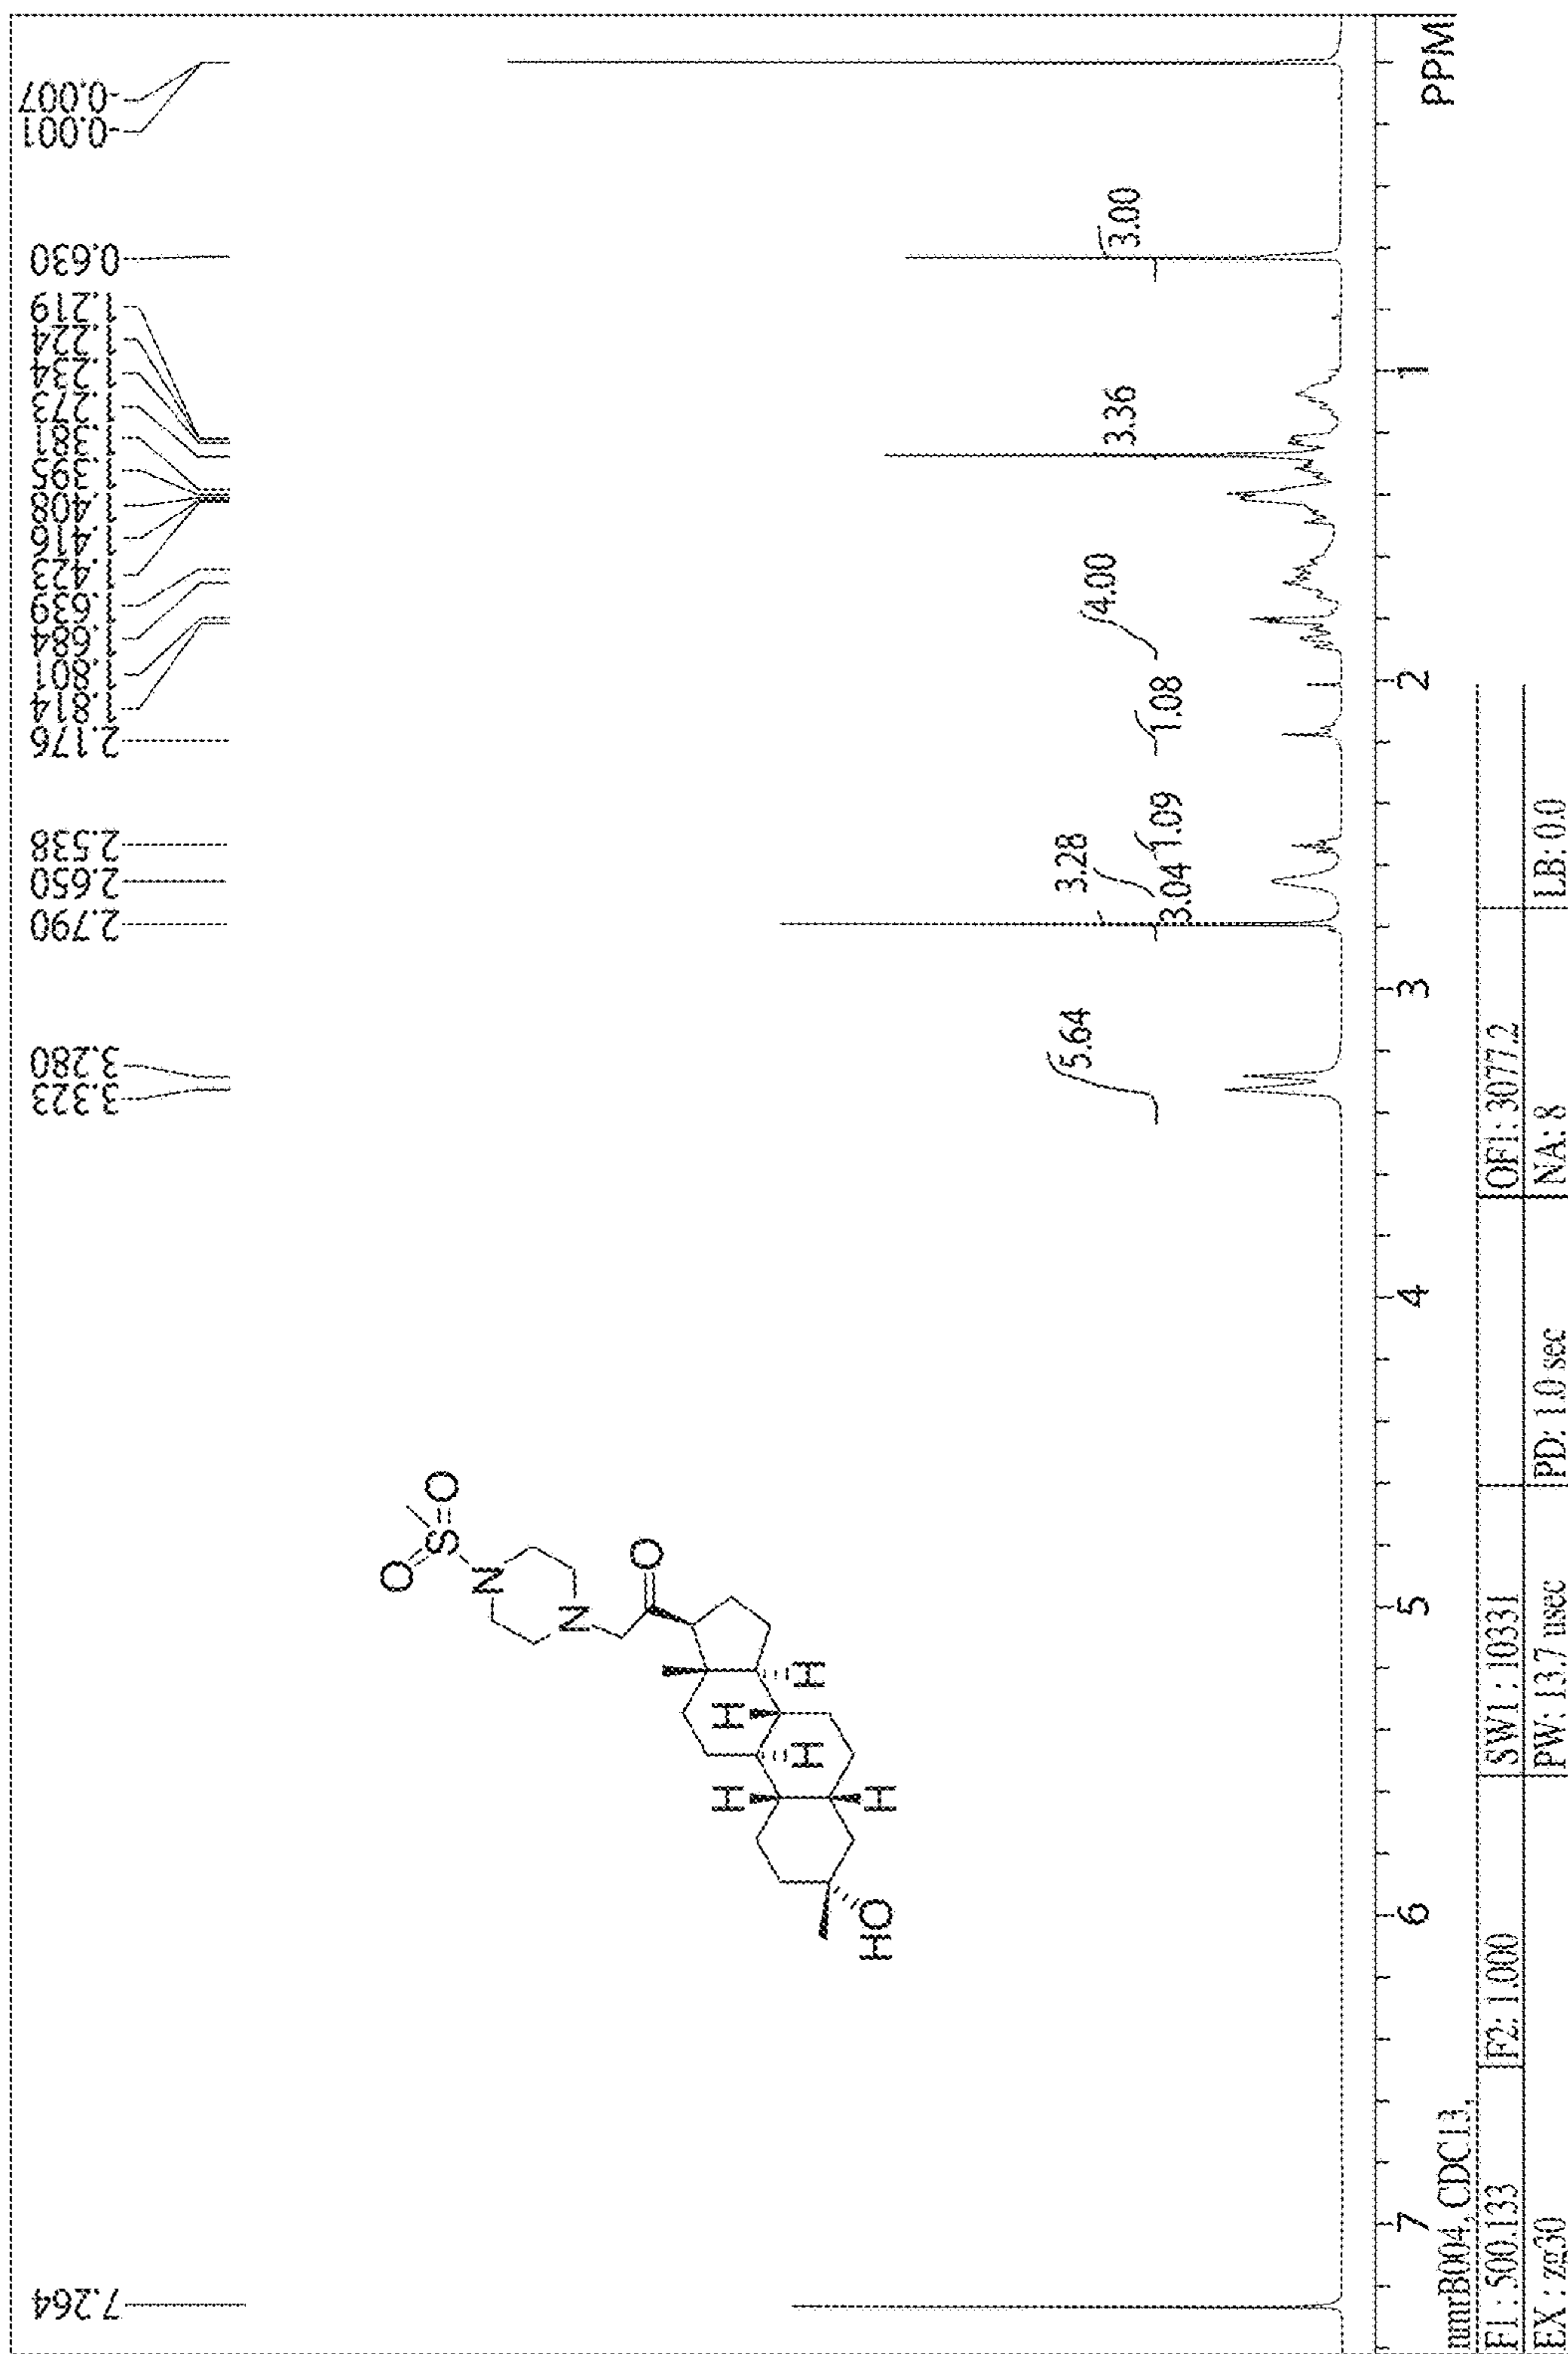 7.264
3.323
3.280
2.790
2.650
2.538
2.176
1.814
1.801
1.684
1.639
1.423
1.416
1.408
1.395
1.381
1.273
1.234
1.224
1.219
0.630
-0.001
-0.007
O
S
O
N
N
O
H
H
H
H
H
HO
5.64
3.28
3.04
1.09
1.08
4.00
3.36
3.00
7
6
5
4
3
2
1
PPM
nmrB004, CDCl3,
F1: 500.133 F2: 1.000 SW1: 10331 OF1: 3077.2
EX: zg30 PW: 13.7 usec PD: 1.0 sec NA: 8 LB: 0.0